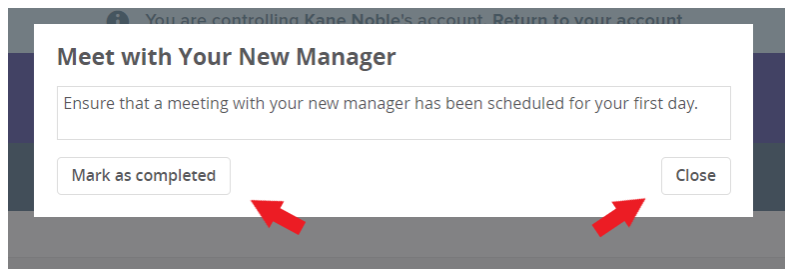 You are controlling Kane Noble's account. Return to your account
Meet with Your New Manager
Ensure that a meeting with your new manager has been scheduled for your first day.
Mark as completed
Close